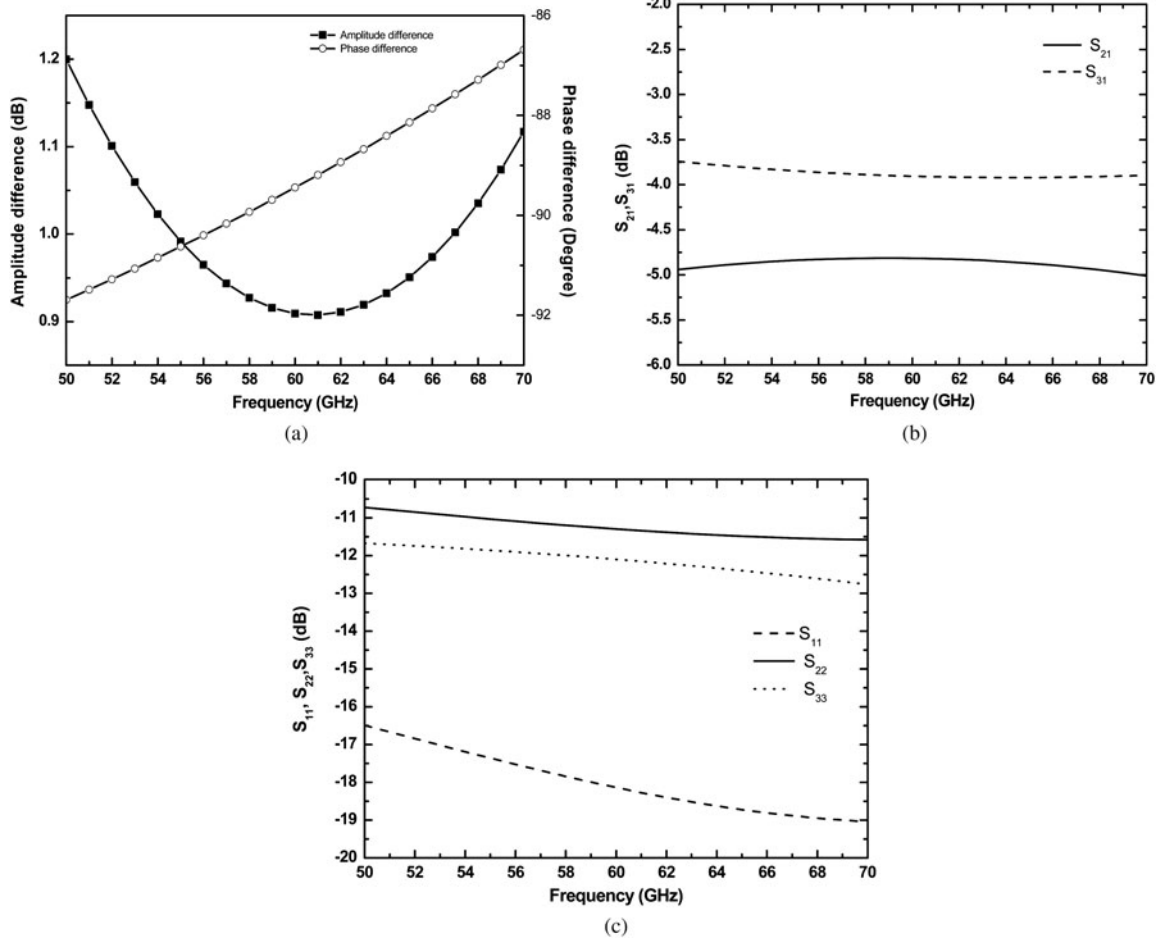 Amplitude difference
Phase difference
1.2
1.1
1.0
0.9
Amplitude difference (dB)
-86
-88
-90
-92
Phase difference (Degree)
50 52 54 56 58 60 62 64 66 68 70
Frequency (GHz)
(a)
S21
S31
-2.0
-2.5
-3.0
-3.5
-4.0
-4.5
-5.0
-5.5
-6.0
S21,S31 (dB)
50 52 54 56 58 60 62 64 66 68 70
Frequency (GHz)
(b)
-10
-11
-12
-13
-14
-15
-16
-17
-18
-19
-20
S11, S22,S33 (dB)
S11
S22
S33
50 52 54 56 58 60 62 64 66 68 70
Frequency (GHz)
(c)